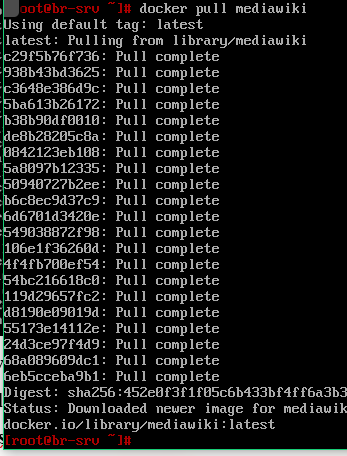 [root@br-srv ~]# docker pull mediawiki
Using default tag: latest
latest: Pulling from library/mediawiki
c29f5b76f736: Pull complete
938b43bd3625: Pull complete
c3648e386d9c: Pull complete
5ba613b26172: Pull complete
b38b90df0010: Pull complete
de8b28205c8a: Pull complete
0842123eb108: Pull complete
5a8097b12335: Pull complete
50940727b2ee: Pull complete
b6c8ec9d37c9: Pull complete
6d6701d3420e: Pull complete
549038872f98: Pull complete
106e1f36260d: Pull complete
4f4fb700ef54: Pull complete
54bc216618c0: Pull complete
119d29657fc2: Pull complete
d8190e09019d: Pull complete
55173e14112e: Pull complete
24d3ce97f4d9: Pull complete
68a089609dc1: Pull complete
6eb5cceba9b1: Pull complete
Digest: sha256:452e0f3f1f05c6b433bf4ff6a3b3
Status: Downloaded newer image for mediawik
docker.io/library/mediawiki:latest
[root@br-srv ~]#